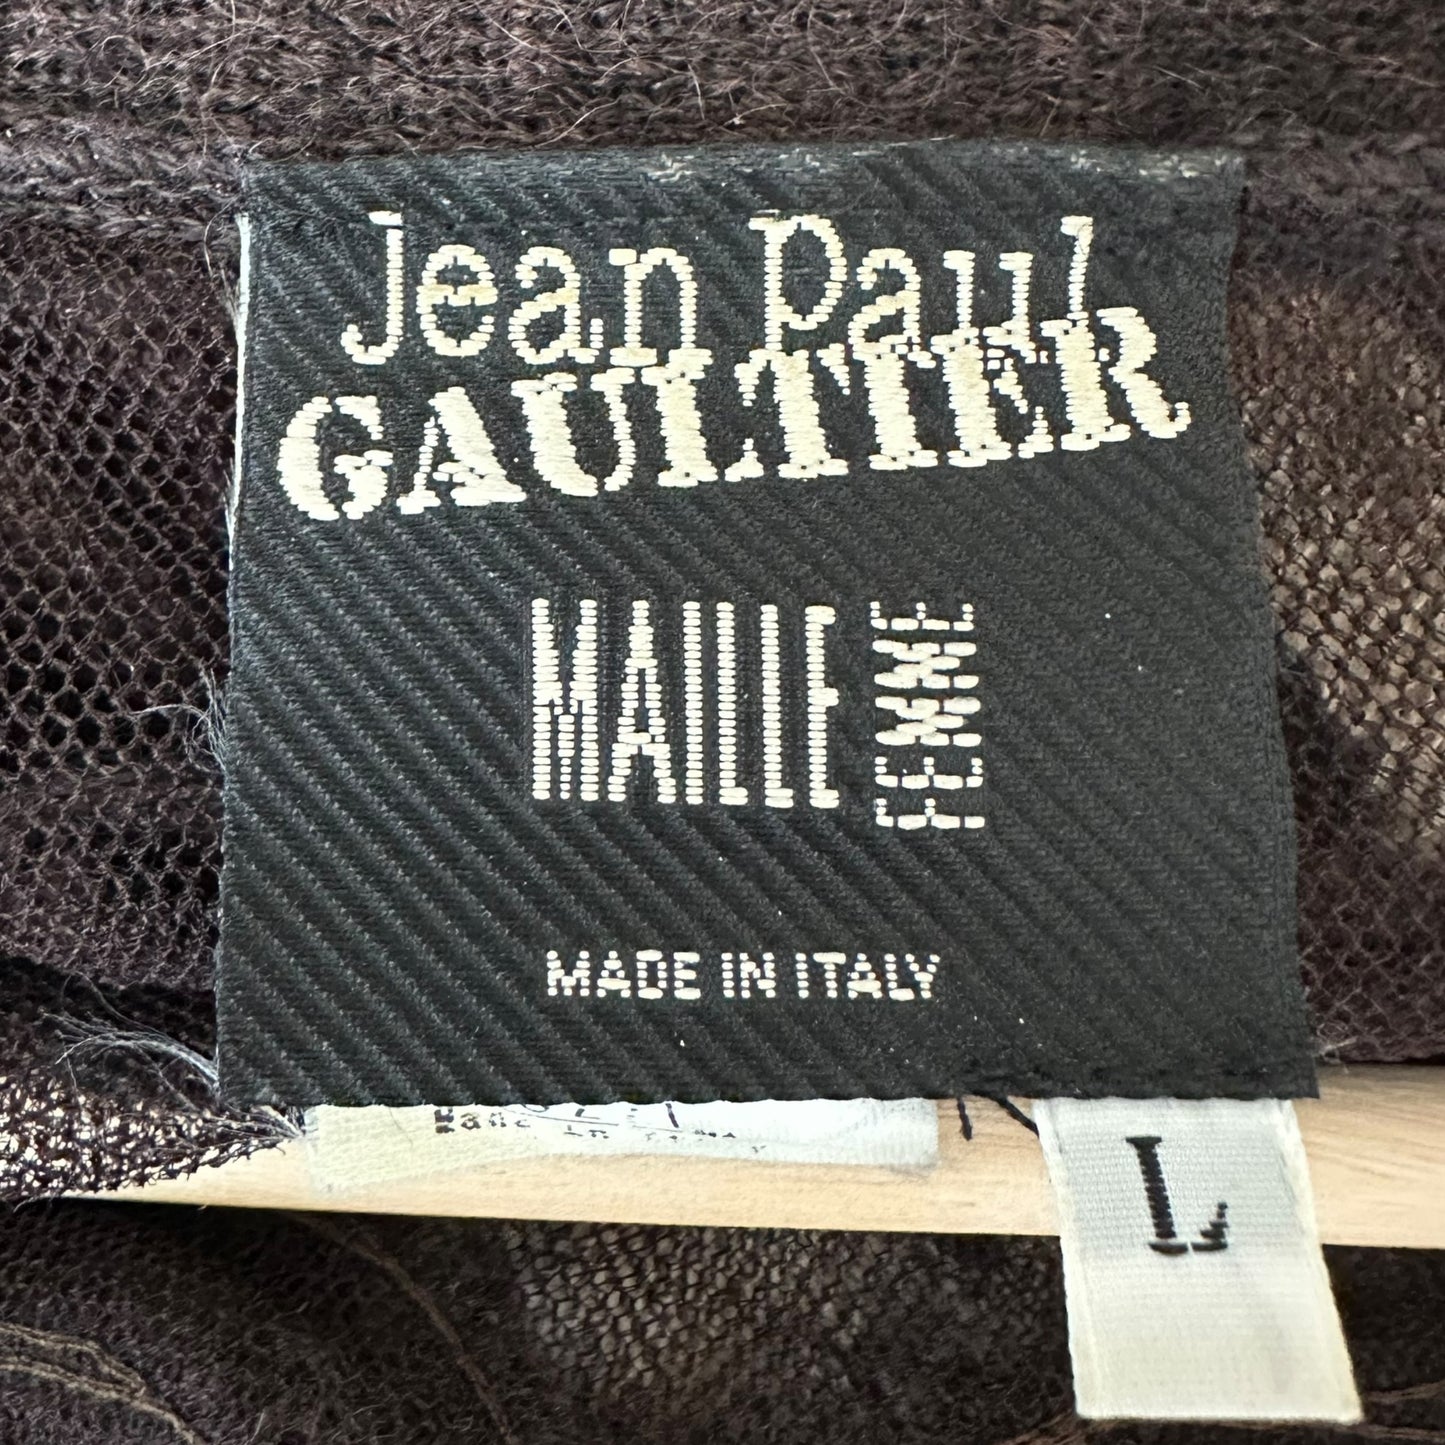 Jean Paul
GAULTIER
MAILLE FEMME
MADE IN ITALY
L